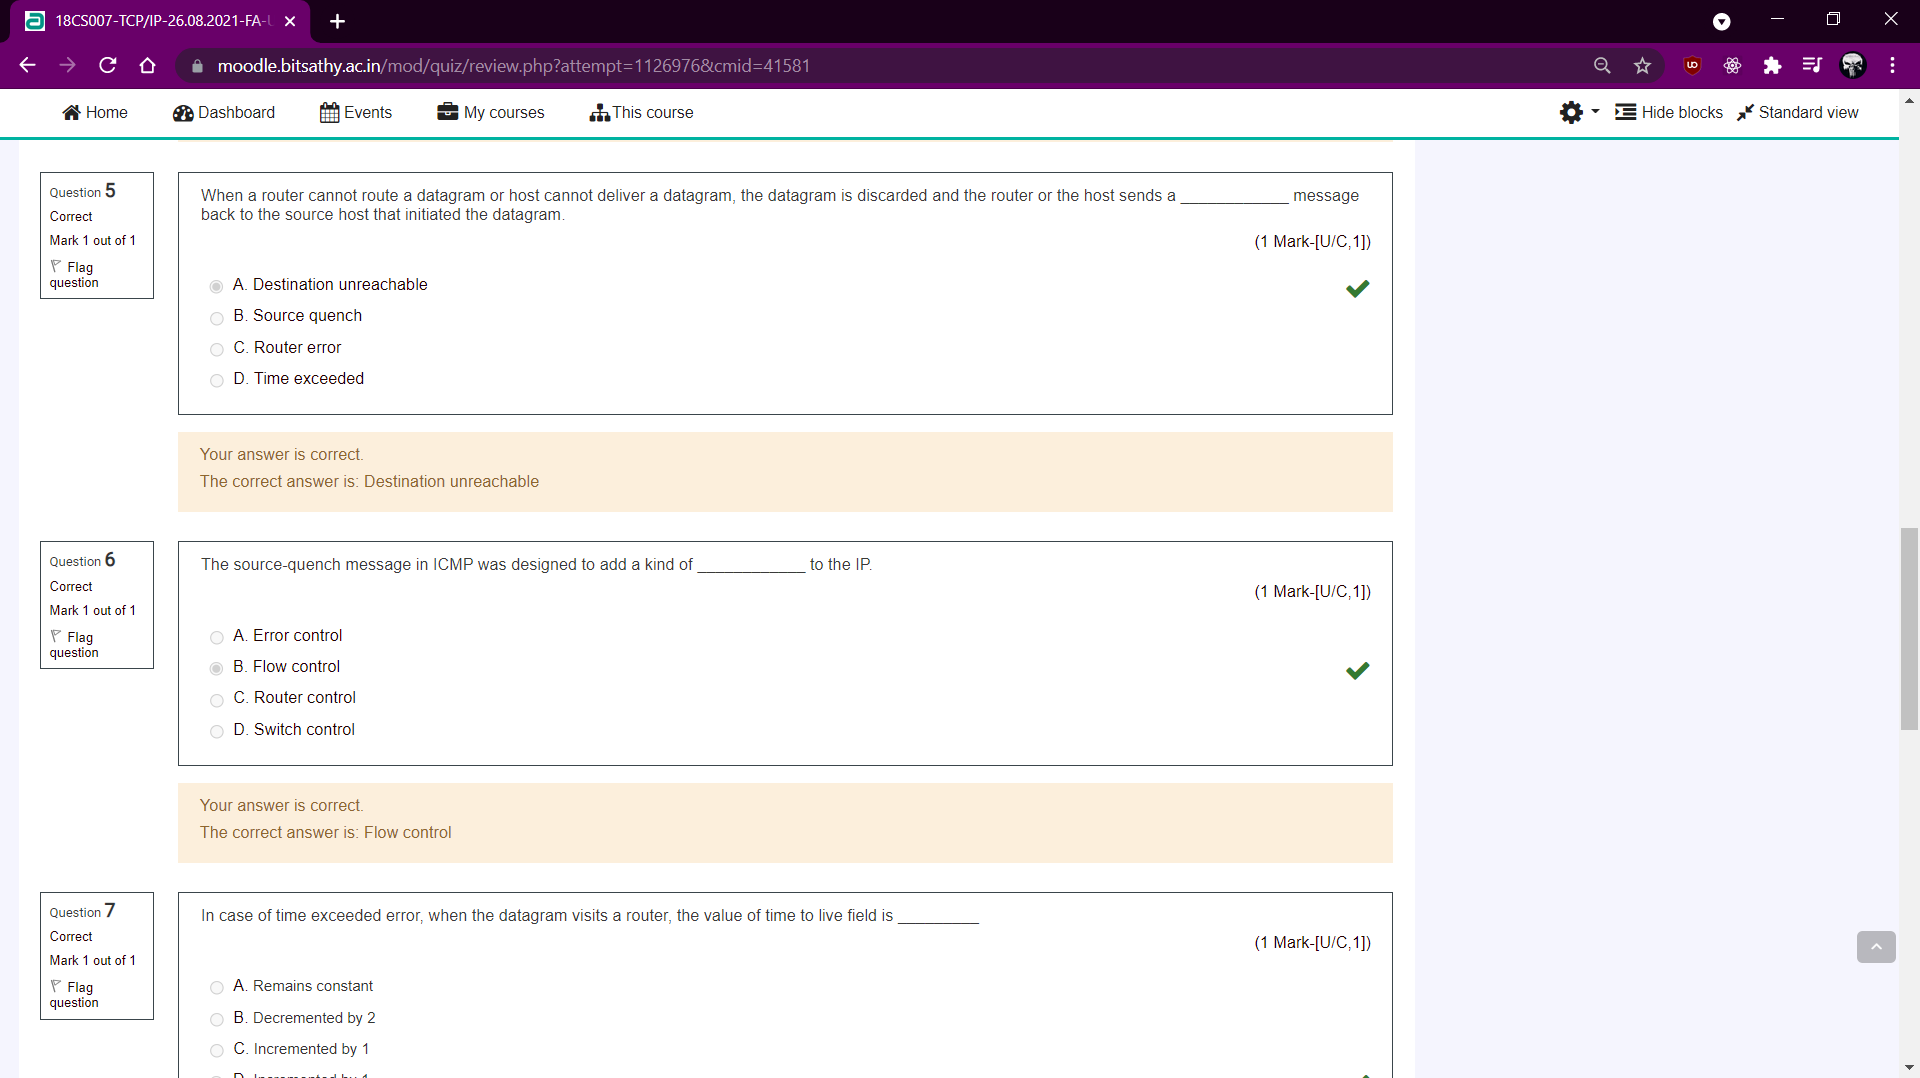 18CS007-TCP/IP-26.08.2021-FA-
moodle.bitsathy.ac.in/mod/quiz/review.php?attempt=1126976&cmid=41581
Home Dashboard Events My courses This course Hide blocks Standard view
Question 5
Correct
Mark 1 out of 1
Flag
question
When a router cannot route a datagram or host cannot deliver a datagram, the datagram is discarded and the router or the host sends a ____________ message
back to the source host that initiated the datagram.
(1 Mark-[U/C,1])
A. Destination unreachable
B. Source quench
C. Router error
D. Time exceeded
Your answer is correct.
The correct answer is: Destination unreachable
Question 6
Correct
Mark 1 out of 1
Flag
question
The source-quench message in ICMP was designed to add a kind of ____________ to the IP.
(1 Mark-[U/C,1])
A. Error control
B. Flow control
C. Router control
D. Switch control
Your answer is correct.
The correct answer is: Flow control
Question 7
Correct
Mark 1 out of 1
Flag
question
In case of time exceeded error, when the datagram visits a router, the value of time to live field is _________
(1 Mark-[U/C,1])
A. Remains constant
B. Decremented by 2
C. Incremented by 1